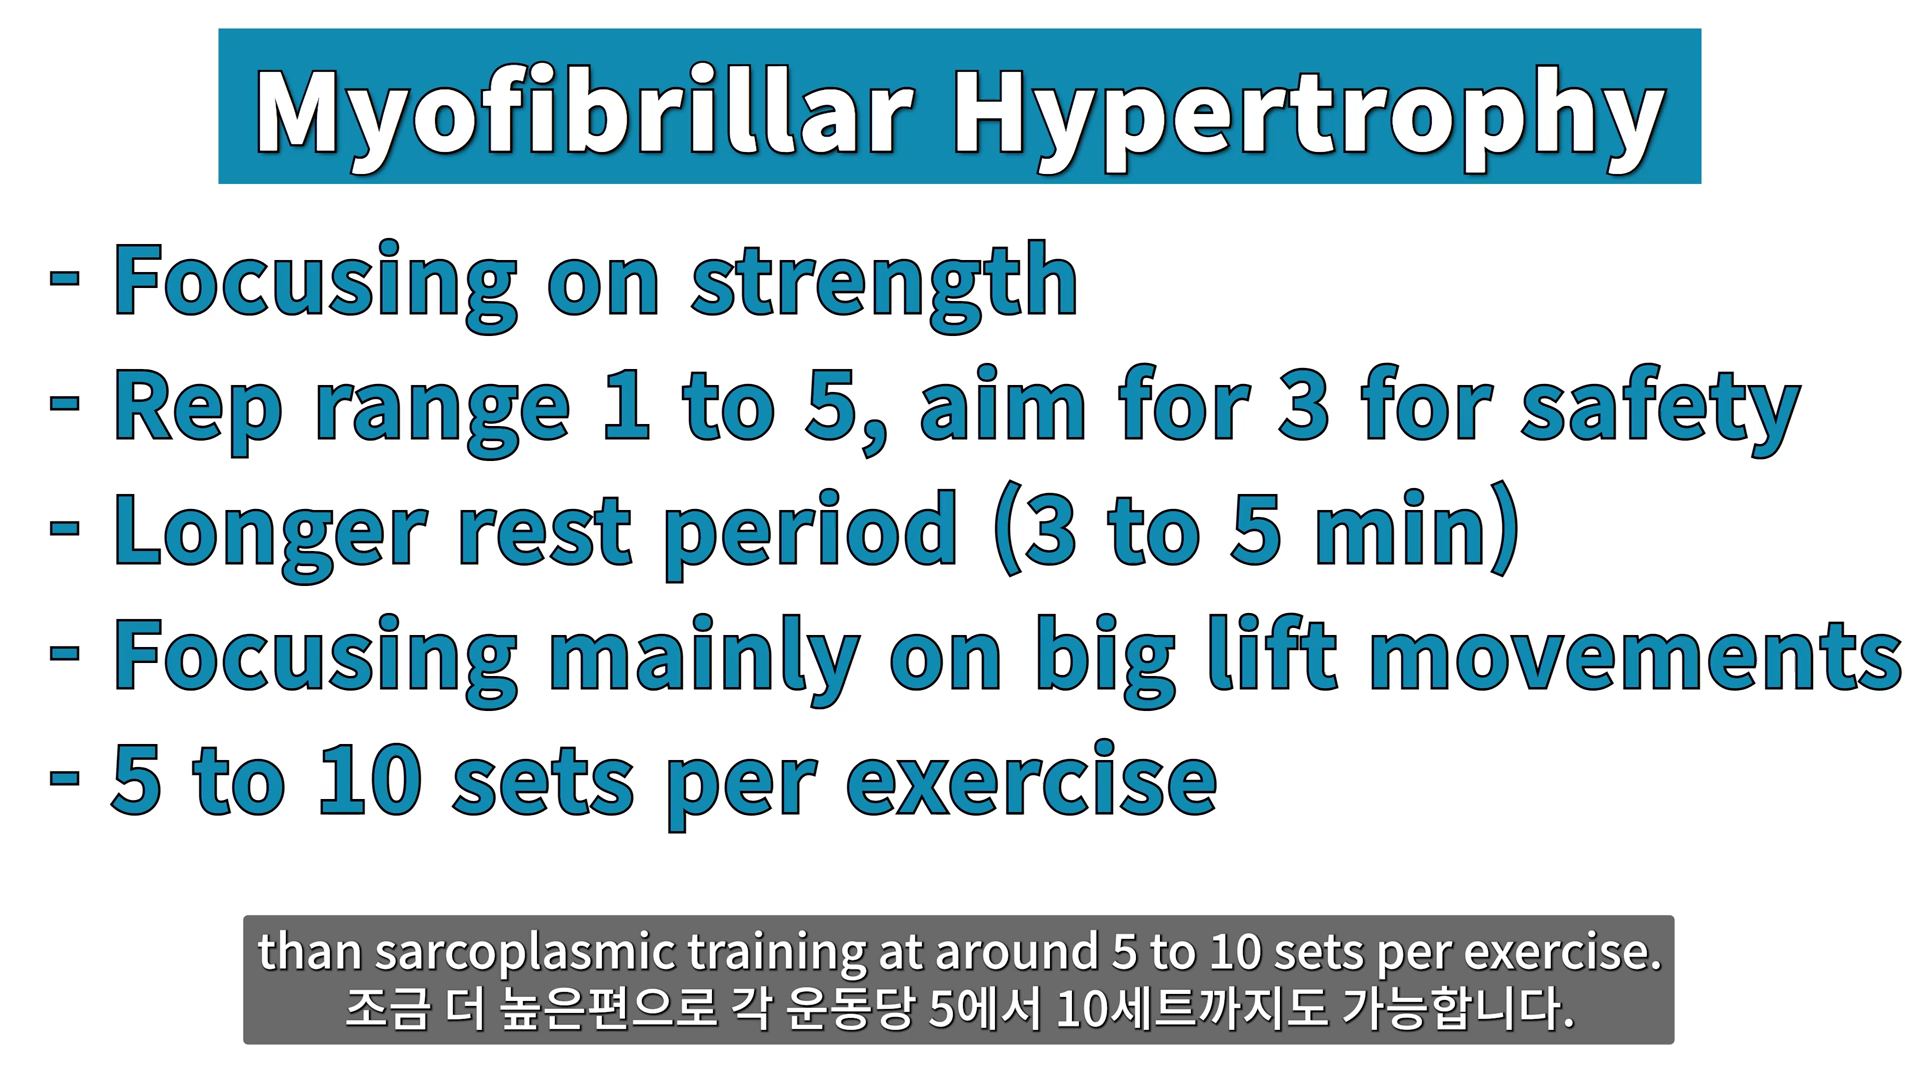 Myofibrillar Hypertrophy
- Focusing on strength
- Rep range 1 to 5, aim for 3 for safety
- Longer rest period (3 to 5 min)
- Focusing mainly on big lift movements
- 5 to 10 sets per exercise
than sarcoplasmic training at around 5 to 10 sets per exercise.
조금 더 높은편으로 각 운동당 5에서 10세트까지도 가능합니다.